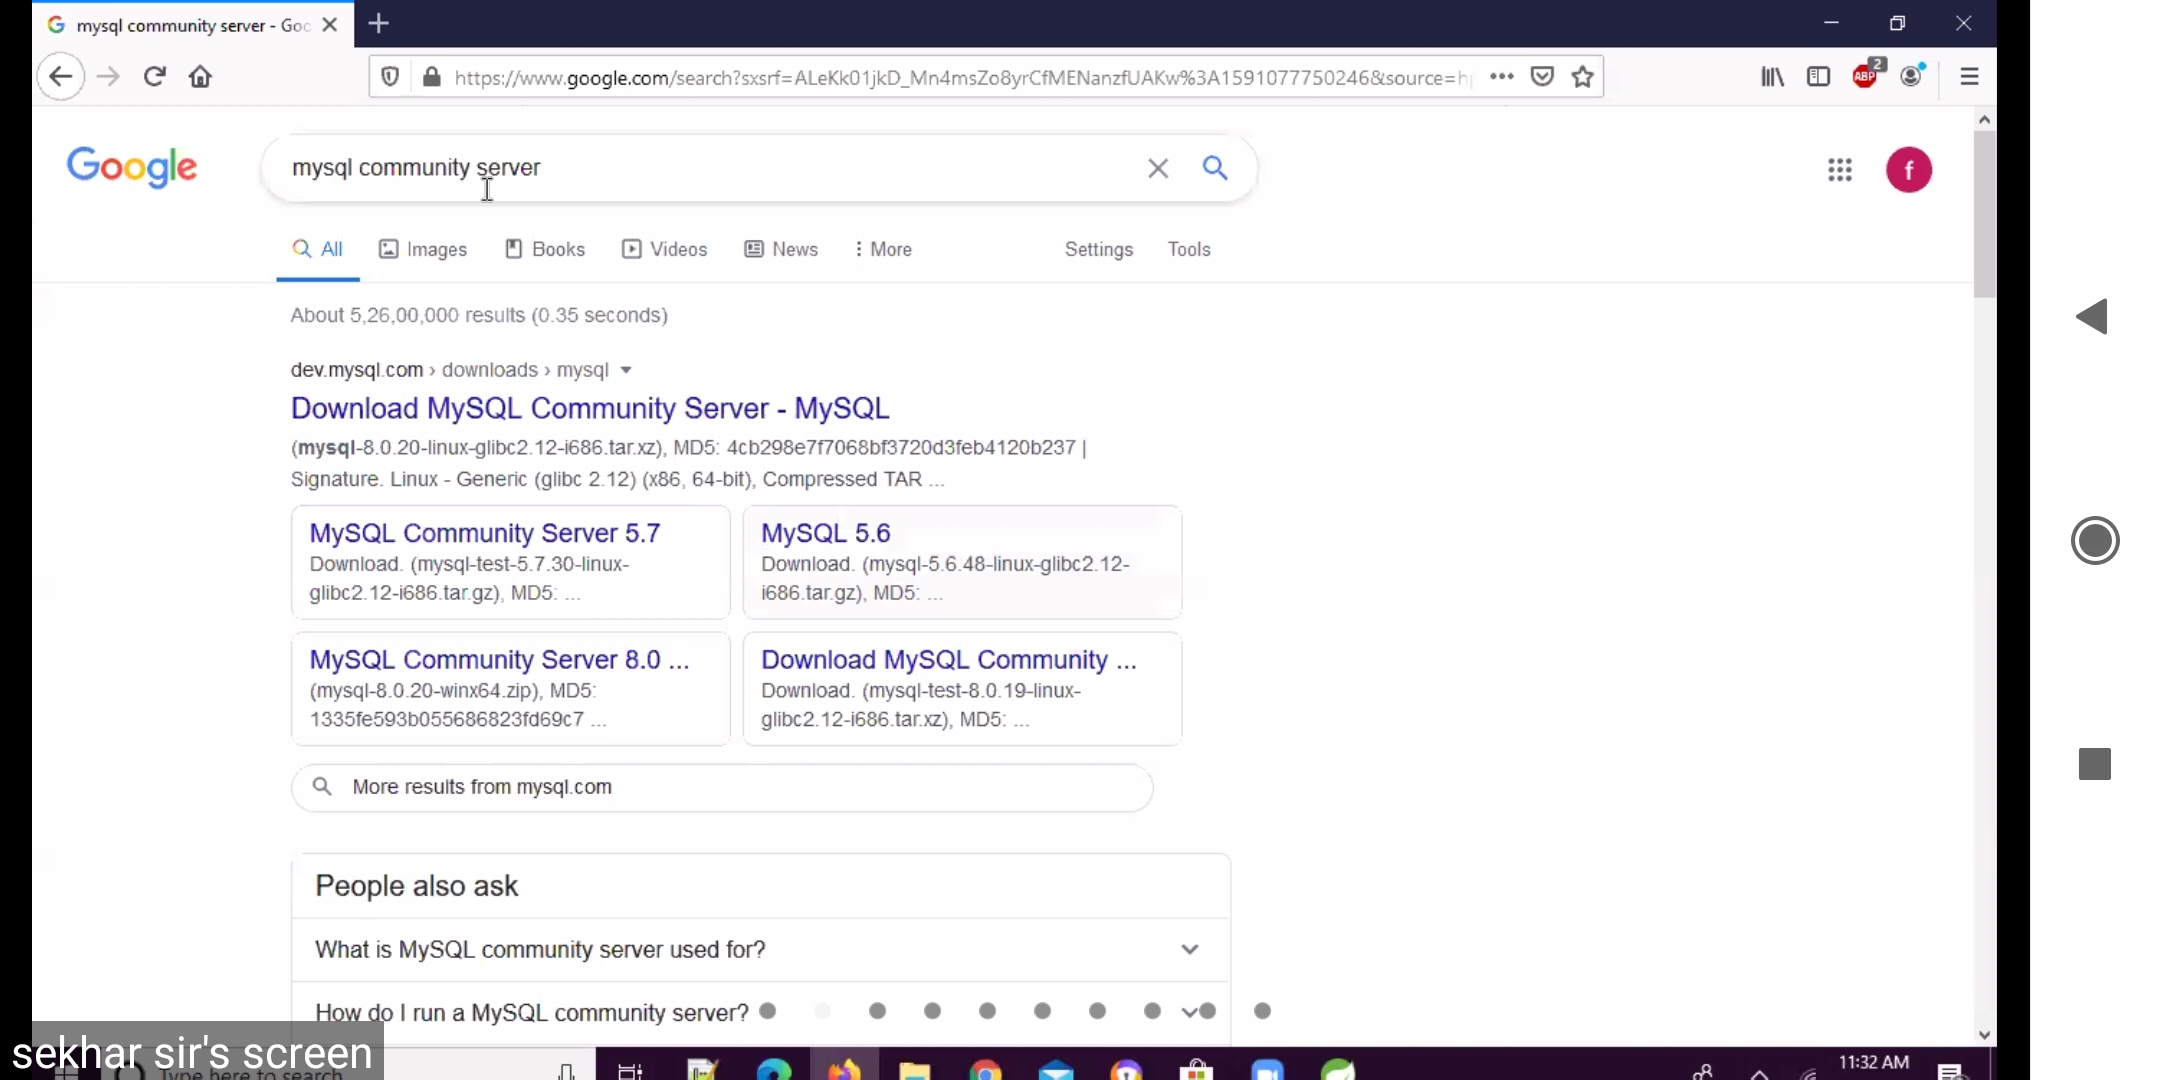 mysql community server - Goo
https://www.google.com/search?sxsrf=ALeKk01jkD_Mn4msZo8yrCfMENanzfUAKw%3A1591077750246&source=h
ABP
2
Google
mysql community server
f
All
Images
Books
Videos
News
More
Settings
Tools
About 5,26,00,000 results (0.35 seconds)
dev.mysql.com › downloads › mysql
Download MySQL Community Server - MySQL
(mysql-8.0.20-linux-glibc2.12-i686.tar.xz), MD5: 4cb298e7f7068bf3720d3feb4120b237 |
Signature. Linux - Generic (glibc 2.12) (x86, 64-bit), Compressed TAR ...
MySQL Community Server 5.7
Download. (mysql-test-5.7.30-linux-
glibc2.12-i686.tar.gz), MD5: ...
MySQL 5.6
Download. (mysql-5.6.48-linux-glibc2.12-
i686.tar.gz), MD5: ...
MySQL Community Server 8.0 ...
(mysql-8.0.20-winx64.zip), MD5:
1335fe593b055686823fd69c7 ...
Download MySQL Community ...
Download. (mysql-test-8.0.19-linux-
glibc2.12-i686.tar.xz), MD5: ...
More results from mysql.com
People also ask
What is MySQL community server used for?
How do I run a MySQL community server?
sekhar sir's screen
Type here to search
11:32 AM